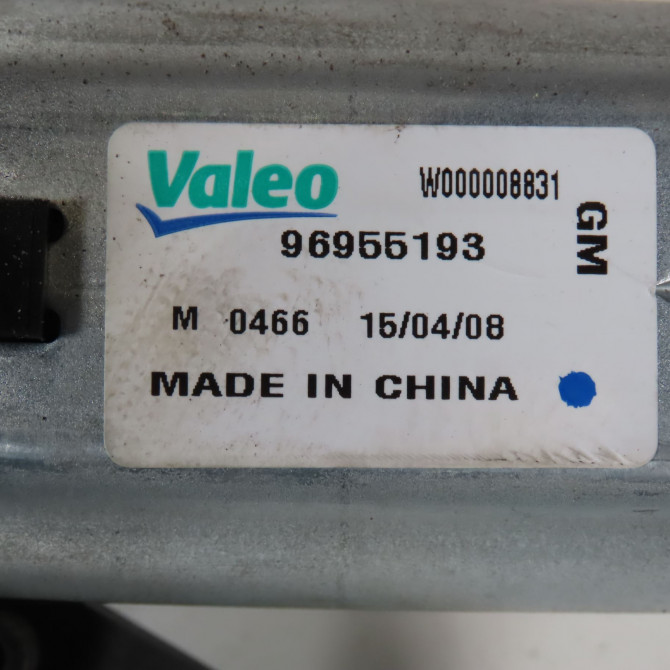 Valeo
W000008831
GM
96955193
M 0466 15/04/08
MADE IN CHINA